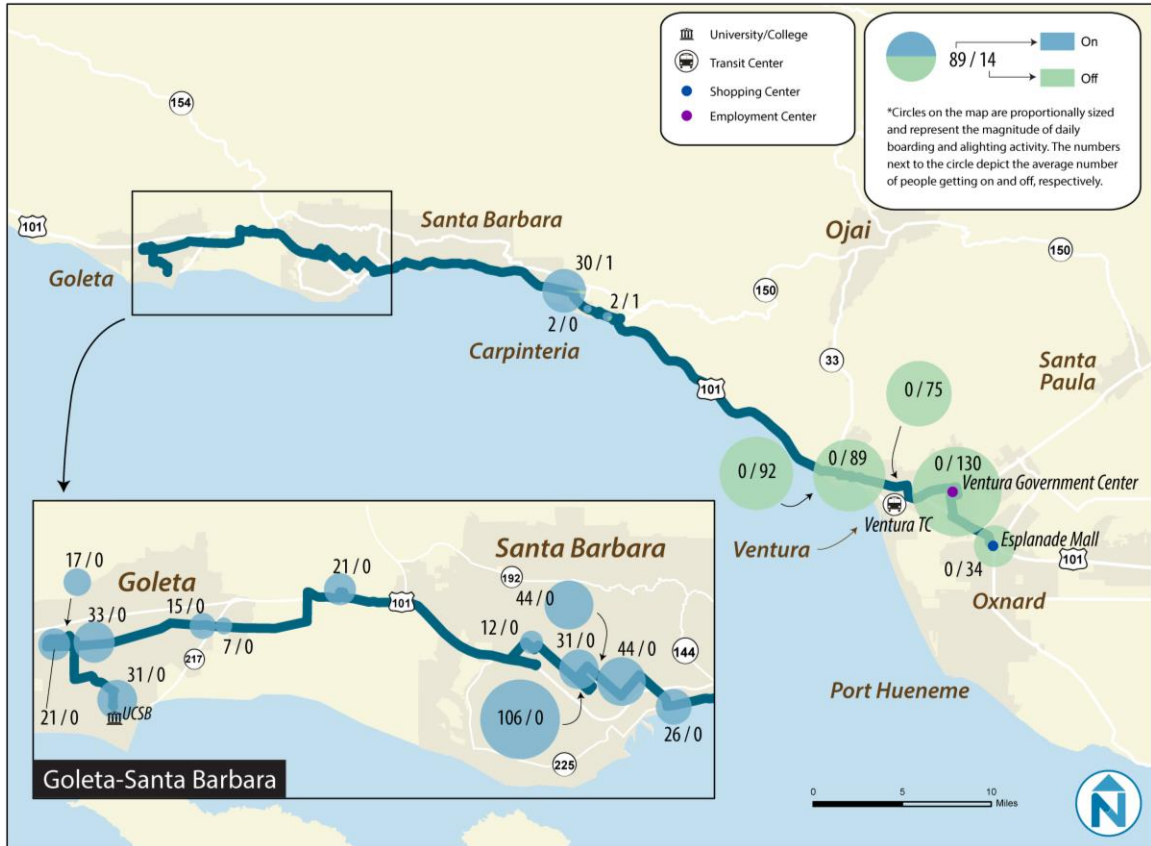 University/College
Transit Center
Shopping Center
Employment Center
89 / 14
On
Off
*Circles on the map are proportionally sized
and represent the magnitude of daily
boarding and alighting activity. The numbers
next to the circle depict the average number
of people getting on and off, respectively.
154
101
Goleta
Santa Barbara
30 / 1
2 / 1
2 / 0
Carpinteria
Ojai
150
150
33
101
Santa
Paula
0 / 75
0 / 92
0 / 89
0 / 130
Ventura Government Center
Ventura TC
Ventura
Esplanade Mall
101
0 / 34
Oxnard
Port Hueneme
17 / 0
Goleta
33 / 0
15 / 0
7 / 0
217
21 / 0
31 / 0
UCSB
21 / 0
101
Santa Barbara
192
44 / 0
12 / 0
31 / 0
44 / 0
144
106 / 0
26 / 0
225
Goleta-Santa Barbara
0 5 10
Miles
N